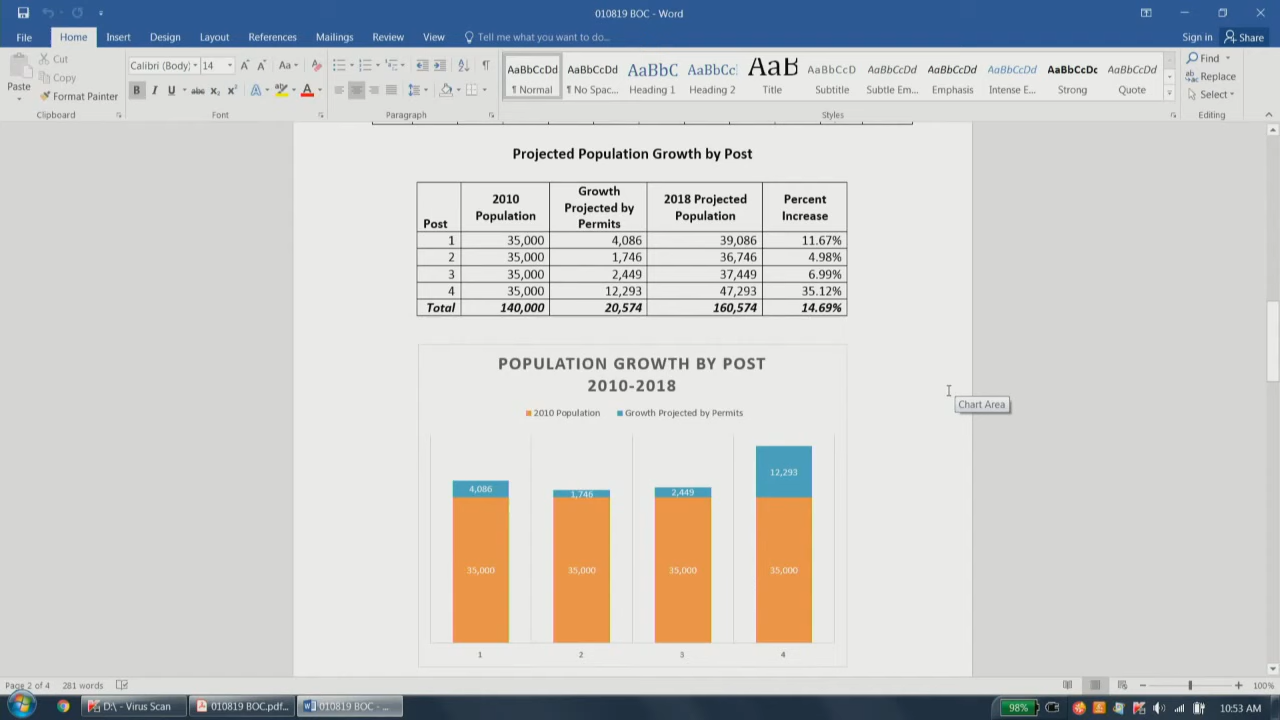 010819 BOC - Word
File Home Insert Design Layout References Mailings Review View Tell me what you want to do... Sign in Share
Paste Cut Copy Format Painter
Calibri (Body) 14
AaBbCcDd AaBbCcDd AaBbC AaBbCc AaB AaBbCcD AaBbCcDd AaBbCcDd AaBbCcDd AaBbCcDc AaBbCcDd
¶ Normal ¶ No Spac... Heading 1 Heading 2 Title Subtitle Subtle Em... Emphasis Intense E... Strong Quote
Find Replace Select
Clipboard Font Paragraph Styles Editing
Projected Population Growth by Post
Post 2010 Population Growth Projected by Permits 2018 Projected Population Percent Increase
1 35,000 4,086 39,086 11.67%
2 35,000 1,746 36,746 4.98%
3 35,000 2,449 37,449 6.99%
4 35,000 12,293 47,293 35.12%
Total 140,000 20,574 160,574 14.69%
POPULATION GROWTH BY POST
2010-2018
2010 Population Growth Projected by Permits
Chart Area
4,086 1,746 2,449 12,293
35,000 35,000 35,000 35,000
1 2 3 4
Page 2 of 4 281 words 100%
D:\ - Virus Scan 010819 BOC.pdf... 010819 BOC - ... 98% 10:53 AM